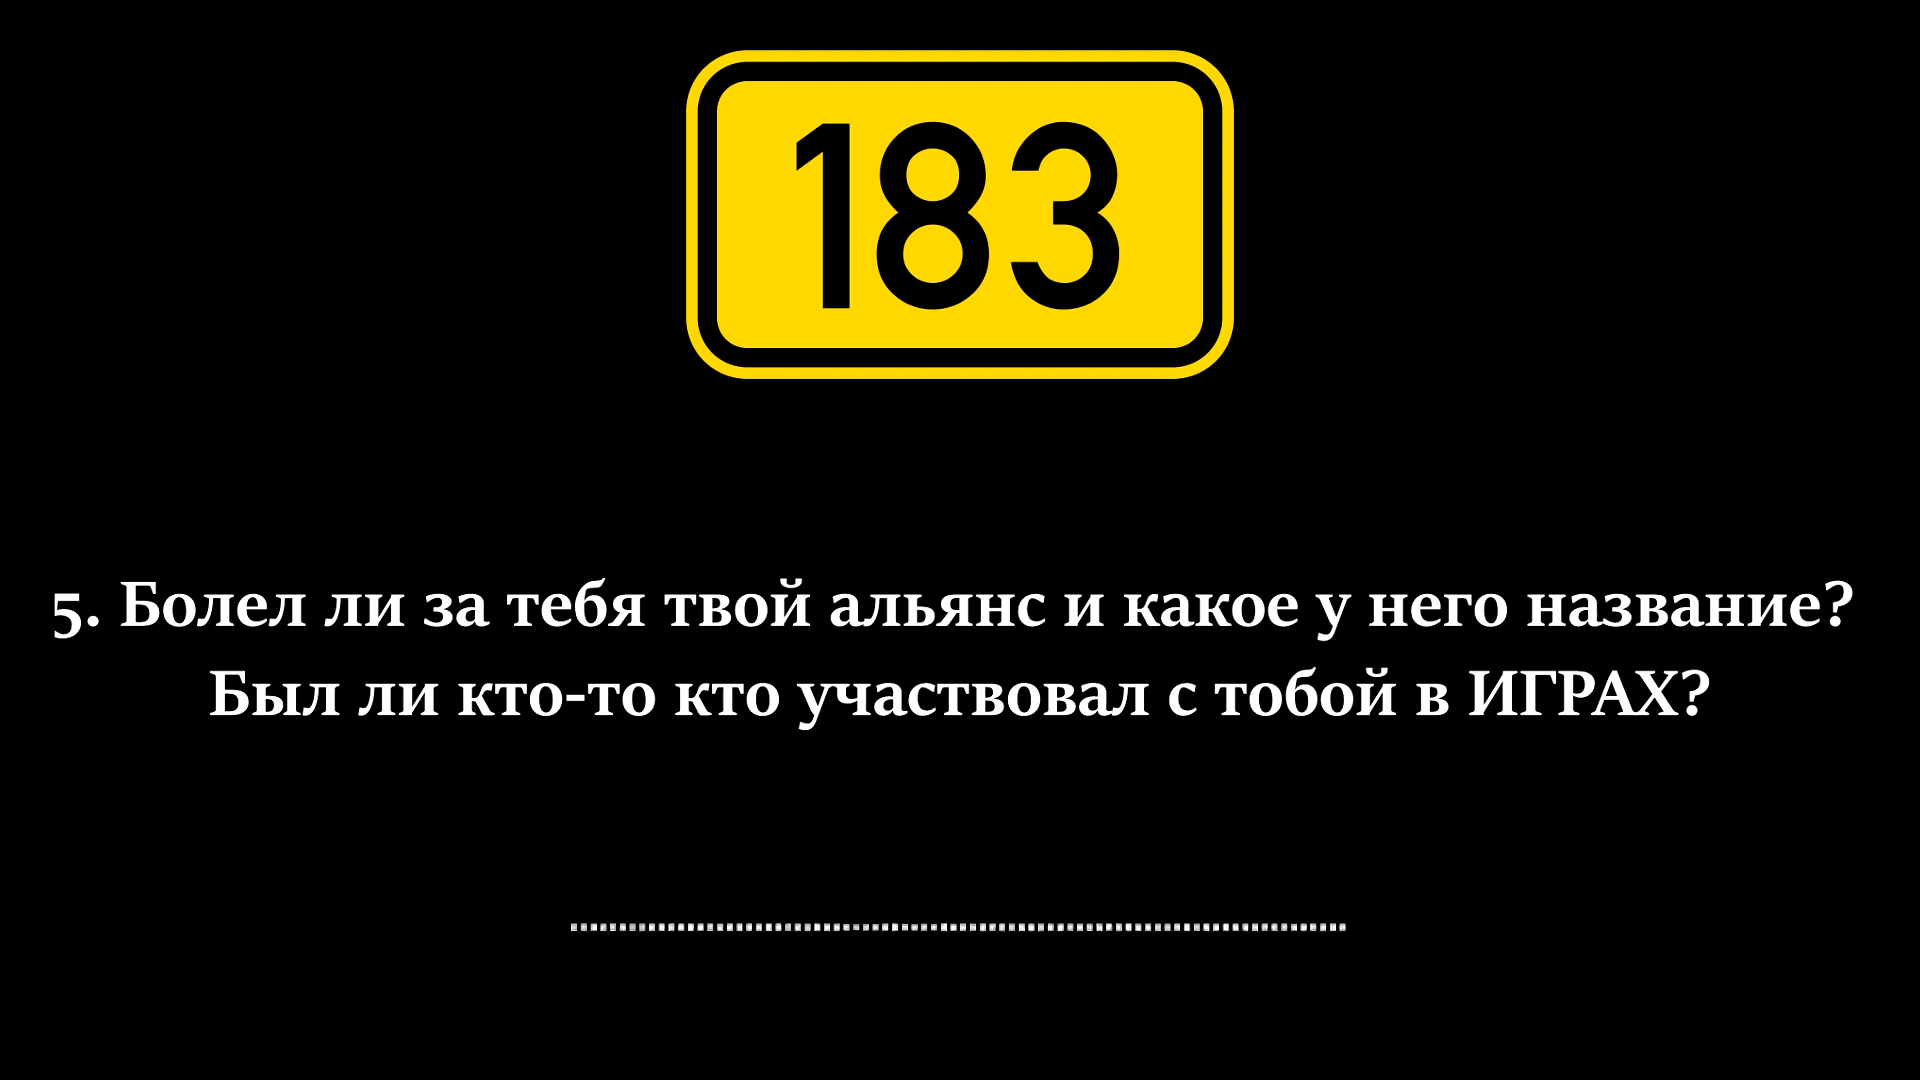 183
5. Болел ли за тебя твой альянс и какое у него название?
Был ли кто-то кто участвовал с тобой в ИГРАХ?